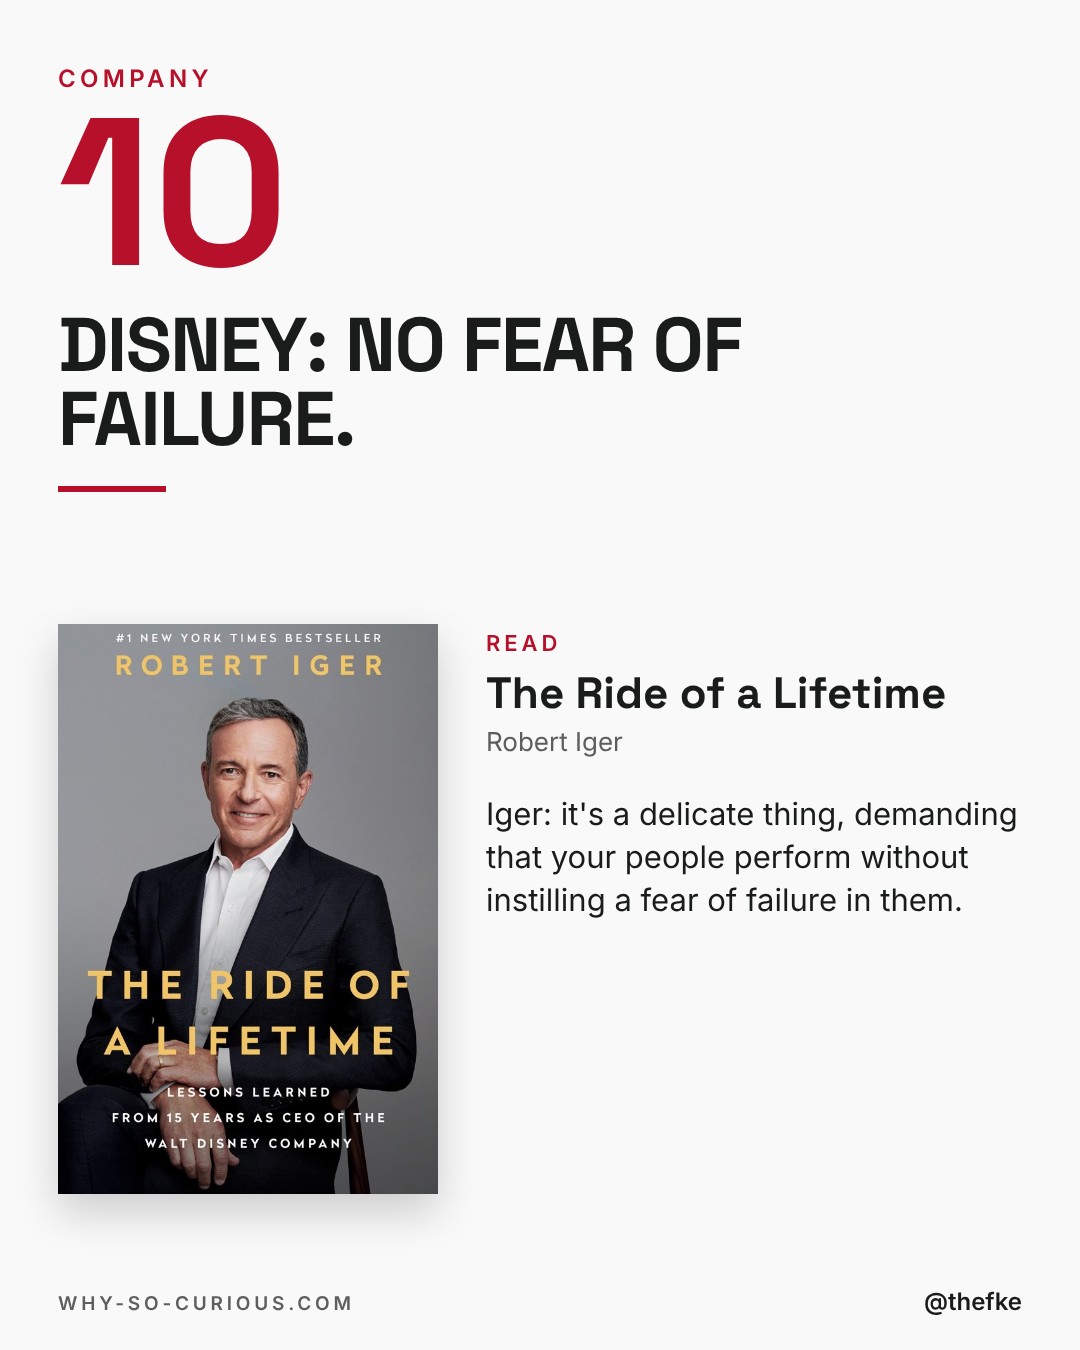 COMPANY
10
DISNEY: NO FEAR OF
FAILURE.
#1 NEW YORK TIMES BESTSELLER
ROBERT IGER
THE RIDE OF
A LIFETIME
LESSONS LEARNED
FROM 15 YEARS AS CEO OF THE
WALT DISNEY COMPANY
READ
The Ride of a Lifetime
Robert Iger
Iger: it's a delicate thing, demanding
that your people perform without
instilling a fear of failure in them.
WHY-SO-CURIOUS.COM
@thefke